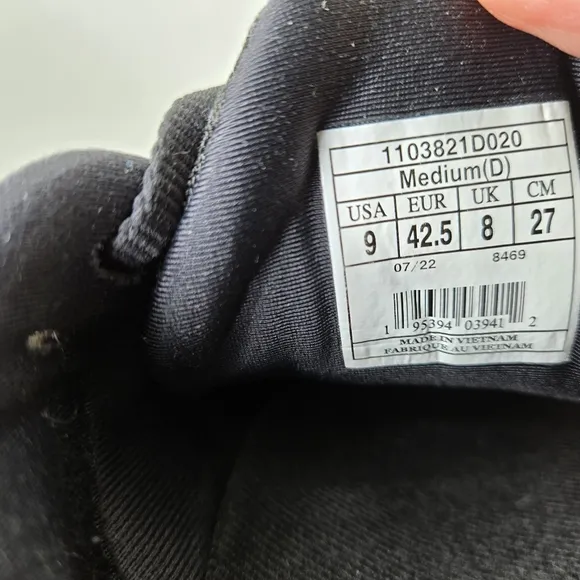 1103821D020
Medium(D)
USA EUR UK CM
9 42.5 8 27
07/22 8469
1 95394 03941 2
MADE IN VIETNAM
FABRIQUE AU VIETNAM